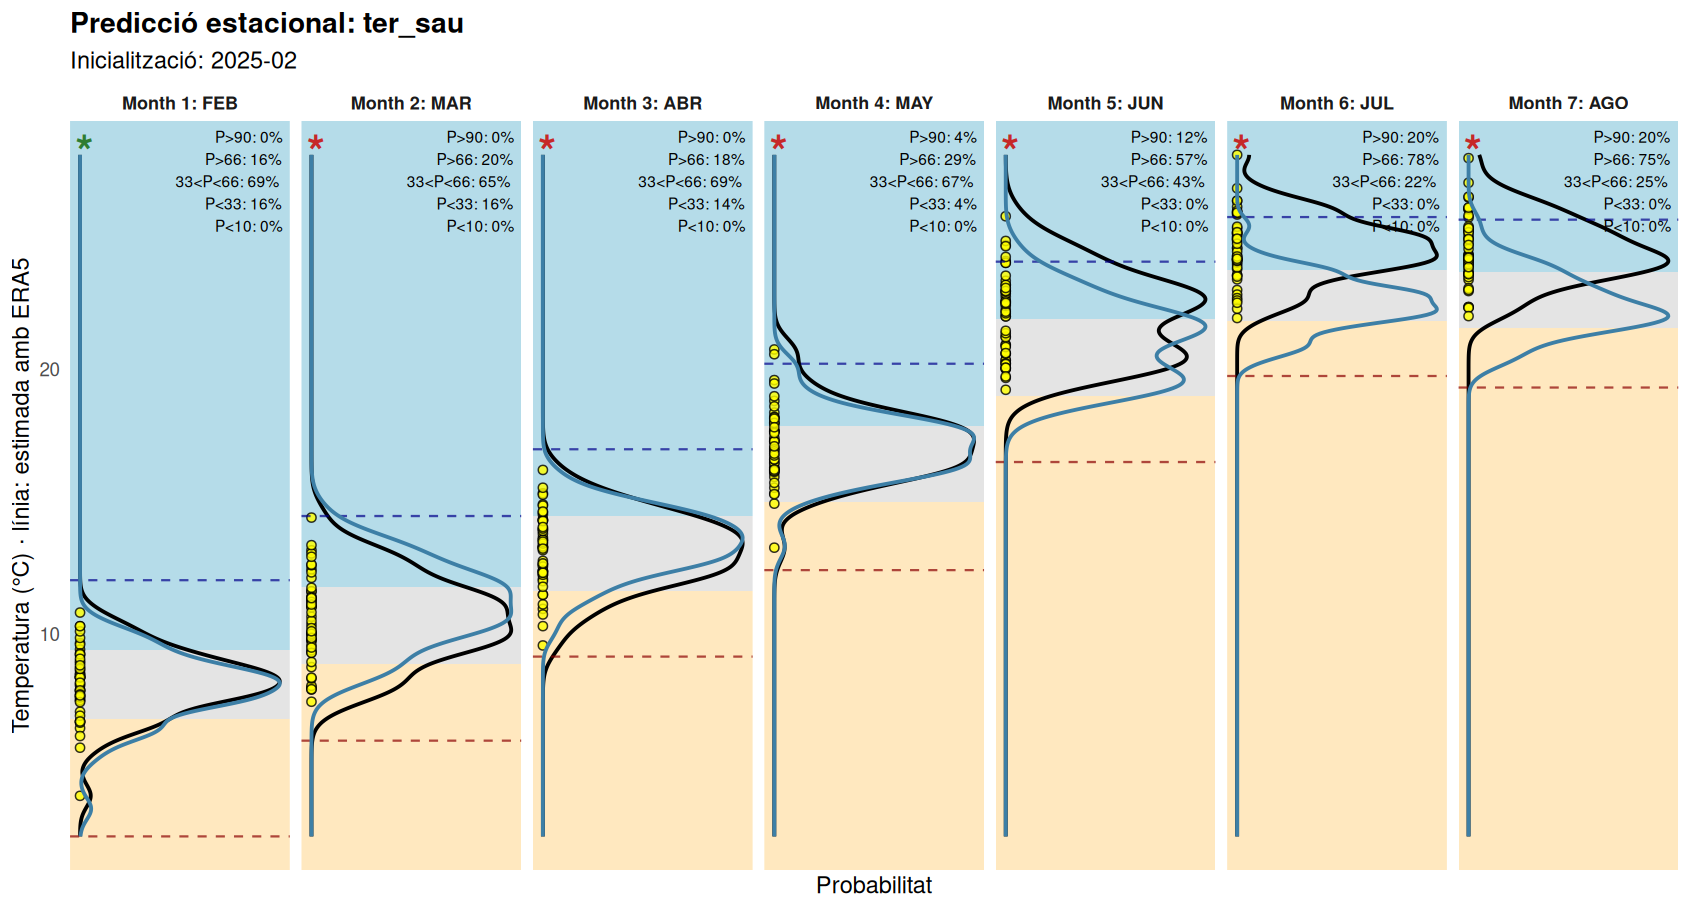 Predicció estacional: ter_sau
Inicialització: 2025-02
Month 1: FEB
Month 2: MAR
Month 3: ABR
Month 4: MAY
Month 5: JUN
Month 6: JUL
Month 7: AGO
*
P>90: 0%
P>66: 16%
33<P<66: 69%
P<33: 16%
P<10: 0%
*
P>90: 0%
P>66: 20%
33<P<66: 65%
P<33: 16%
P<10: 0%
*
P>90: 0%
P>66: 18%
33<P<66: 69%
P<33: 14%
P<10: 0%
*
P>90: 4%
P>66: 29%
33<P<66: 67%
P<33: 4%
P<10: 0%
*
P>90: 12%
P>66: 57%
33<P<66: 43%
P<33: 0%
P<10: 0%
*
P>90: 20%
P>66: 78%
33<P<66: 22%
P<33: 0%
P<10: 0%
*
P>90: 20%
P>66: 75%
33<P<66: 25%
P<33: 0%
P<10: 0%
Temperatura (°C) · línia: estimada amb ERA5
20
10
Probabilitat